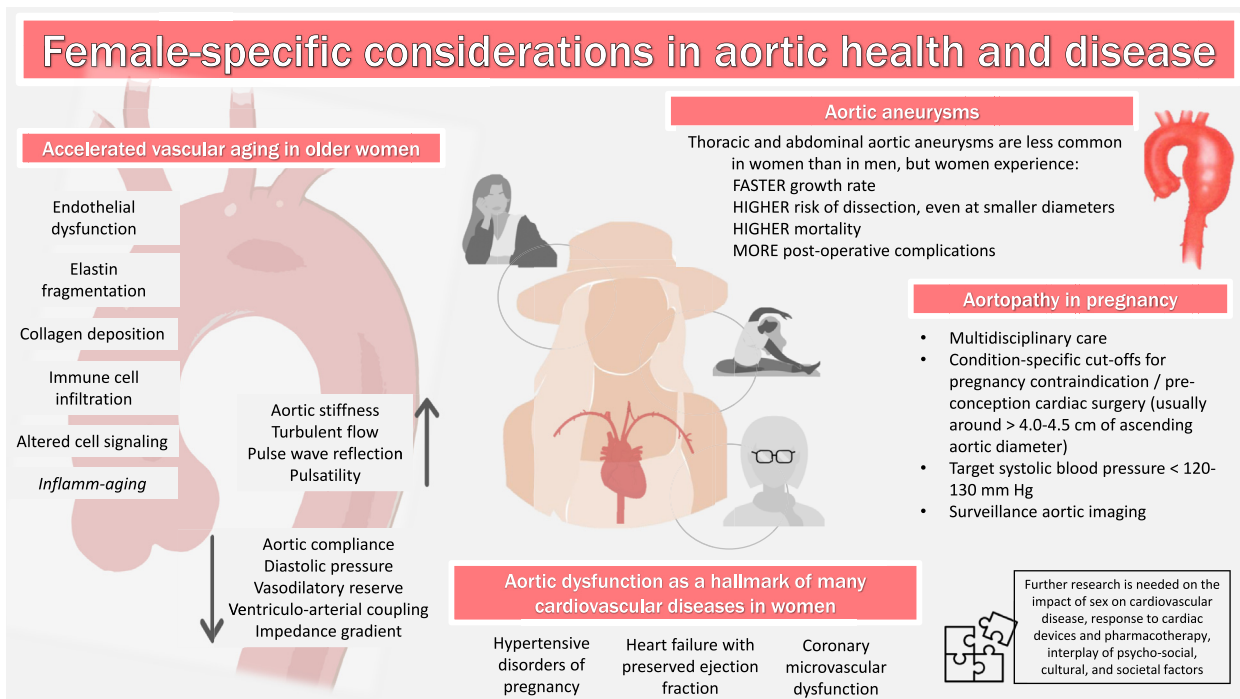 Female-specific considerations in aortic health and disease
Accelerated vascular aging in older women
Endothelial
dysfunction
Elastin
fragmentation
Collagen deposition
Immune cell
infiltration
Altered cell signaling
Inflamm-aging
Aortic stiffness
Turbulent flow
Pulse wave reflection
Pulsatility
Aortic compliance
Diastolic pressure
Vasodilatory reserve
Ventriculo-arterial coupling
Impedance gradient
Aortic aneurysms
Thoracic and abdominal aortic aneurysms are less common
in women than in men, but women experience:
FASTER growth rate
HIGHER risk of dissection, even at smaller diameters
HIGHER mortality
MORE post-operative complications
Aortopathy in pregnancy
• Multidisciplinary care
• Condition-specific cut-offs for
pregnancy contraindication / pre-
conception cardiac surgery (usually
around > 4.0-4.5 cm of ascending
aortic diameter)
• Target systolic blood pressure < 120-
130 mm Hg
• Surveillance aortic imaging
Aortic dysfunction as a hallmark of many
cardiovascular diseases in women
Hypertensive
disorders of
pregnancy
Heart failure with
preserved ejection
fraction
Coronary
microvascular
dysfunction
Further research is needed on the
impact of sex on cardiovascular
disease, response to cardiac
devices and pharmacotherapy,
interplay of psycho-social,
cultural, and societal factors